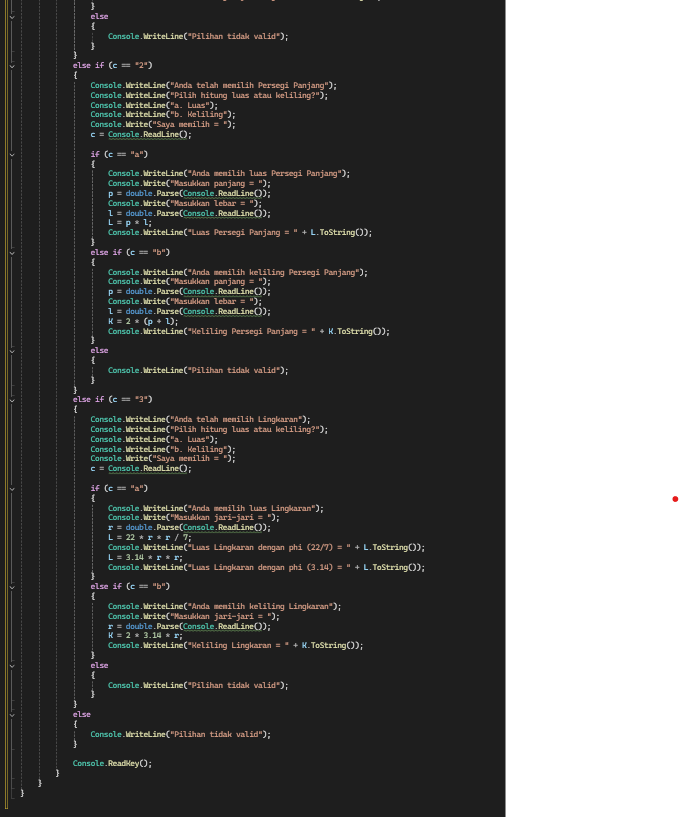 }
else
{
Console.WriteLine("Pilihan tidak valid");
}
}
else if (c == "2")
{
Console.WriteLine("Anda telah memilih Persegi Panjang");
Console.WriteLine("Pilih hitung luas atau keliling?");
Console.WriteLine("a. Luas");
Console.WriteLine("b. Keliling");
Console.Write("Saya memilih = ");
c = Console.ReadLine();
if (c == "a")
{
Console.WriteLine("Anda memilih luas Persegi Panjang");
Console.Write("Masukkan panjang = ");
p = double.Parse(Console.ReadLine());
Console.Write("Masukkan lebar = ");
l = double.Parse(Console.ReadLine());
L = p * l;
Console.WriteLine("Luas Persegi Panjang = " + L.ToString());
}
else if (c == "b")
{
Console.WriteLine("Anda memilih keliling Persegi Panjang");
Console.Write("Masukkan panjang = ");
p = double.Parse(Console.ReadLine());
Console.Write("Masukkan lebar = ");
l = double.Parse(Console.ReadLine());
K = 2 * (p + l);
Console.WriteLine("Keliling Persegi Panjang = " + K.ToString());
}
else
{
Console.WriteLine("Pilihan tidak valid");
}
}
else if (c == "3")
{
Console.WriteLine("Anda telah memilih Lingkaran");
Console.WriteLine("Pilih hitung luas atau keliling?");
Console.WriteLine("a. Luas");
Console.WriteLine("b. Keliling");
Console.Write("Saya memilih = ");
c = Console.ReadLine();
if (c == "a")
{
Console.WriteLine("Anda memilih luas Lingkaran");
Console.Write("Masukkan jari-jari = ");
r = double.Parse(Console.ReadLine());
L = 22 * r * r / 7;
Console.WriteLine("Luas Lingkaran dengan phi (22/7) = " + L.ToString());
L = 3.14 * r * r;
Console.WriteLine("Luas Lingkaran dengan phi (3.14) = " + L.ToString());
}
else if (c == "b")
{
Console.WriteLine("Anda memilih keliling Lingkaran");
Console.Write("Masukkan jari-jari = ");
r = double.Parse(Console.ReadLine());
K = 2 * 3.14 * r;
Console.WriteLine("Keliling Lingkaran = " + K.ToString());
}
else
{
Console.WriteLine("Pilihan tidak valid");
}
}
else
{
Console.WriteLine("Pilihan tidak valid");
}
Console.ReadKey();
}
}
}